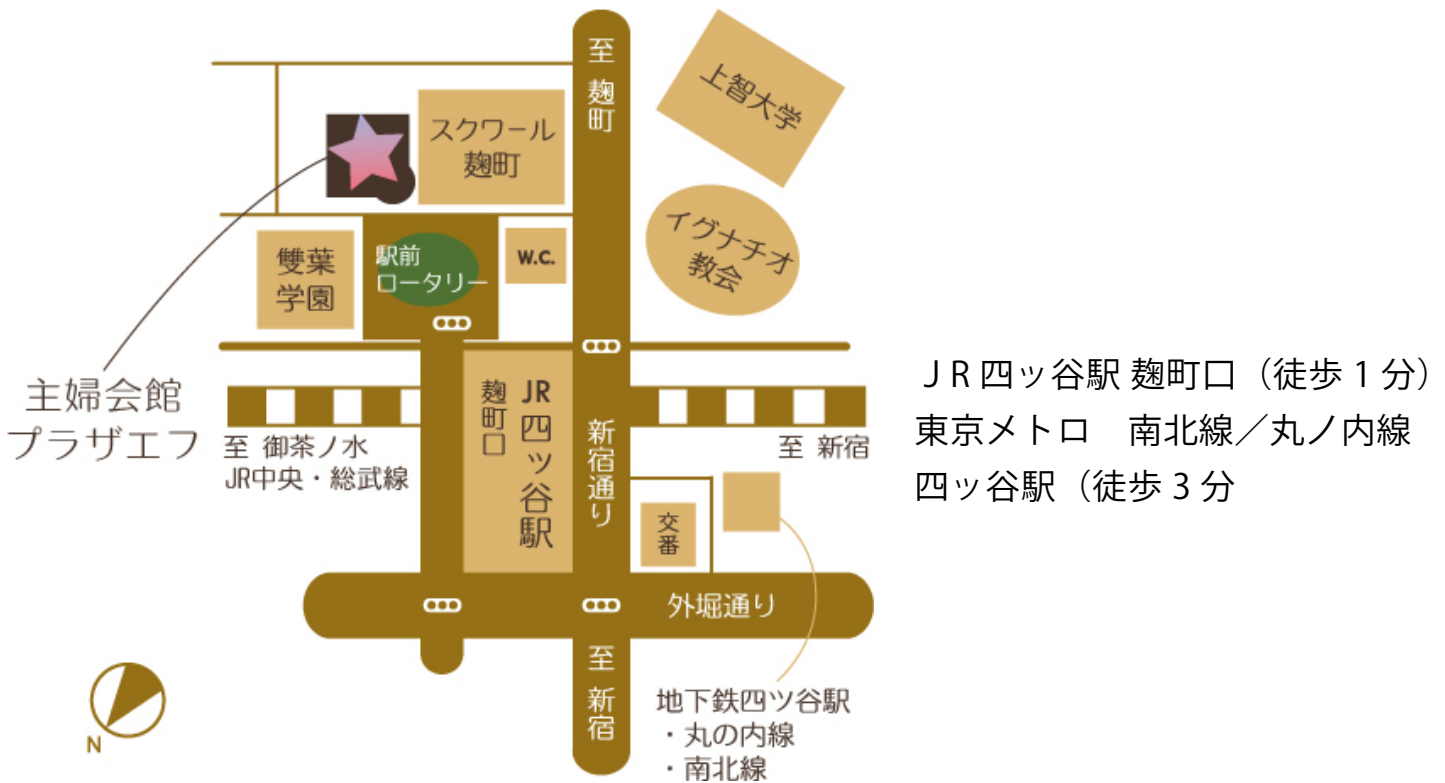 至 麹町
上智大学
スクワール
麹町
イグナチオ
教会
雙葉
学園
駅前
ロータリー
W.C.
主婦会館
プラザエフ
至 御茶ノ水
JR中央・総武線
麹町口
JR四ッ谷駅
新宿通り
至 新宿
交番
外堀通り
至 新宿
地下鉄四ツ谷駅
・丸の内線
・南北線
N
ＪＲ四ッ谷駅 麹町口（徒歩１分）
東京メトロ　南北線／丸ノ内線
四ッ谷駅（徒歩３分